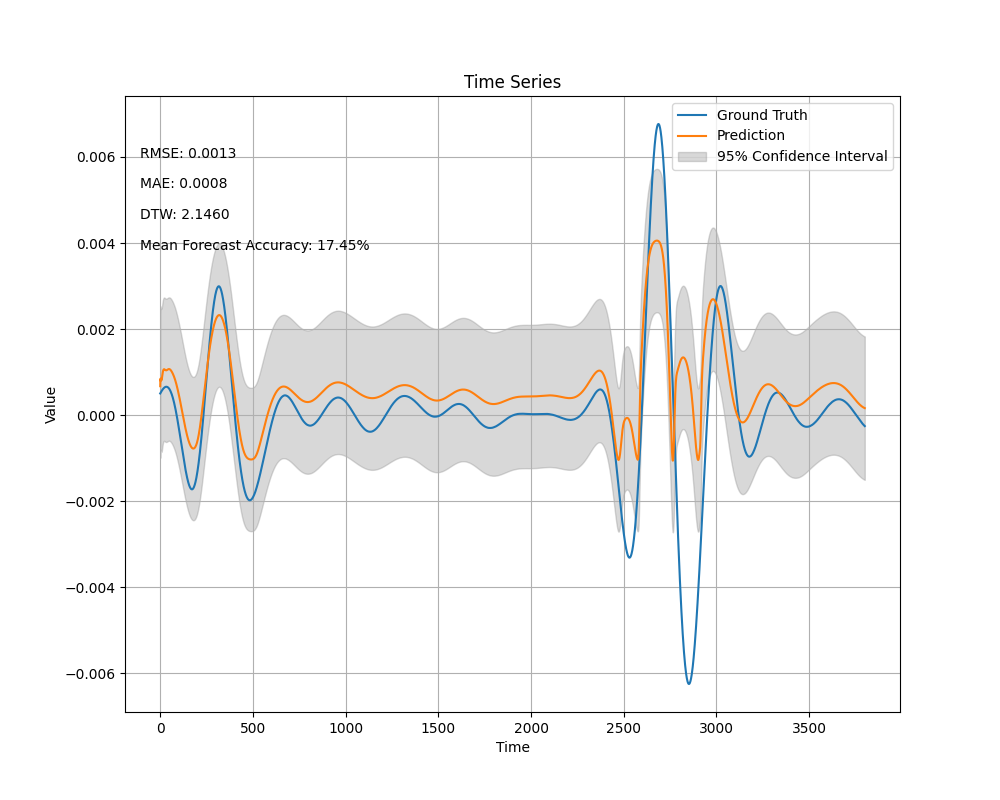 Time Series
Ground Truth
Prediction
95% Confidence Interval
RMSE: 0.0013
MAE: 0.0008
DTW: 2.1460
Mean Forecast Accuracy: 17.45%
0.006
0.004
0.002
0.000
−0.002
−0.004
−0.006
Value
0 500 1000 1500 2000 2500 3000 3500
Time